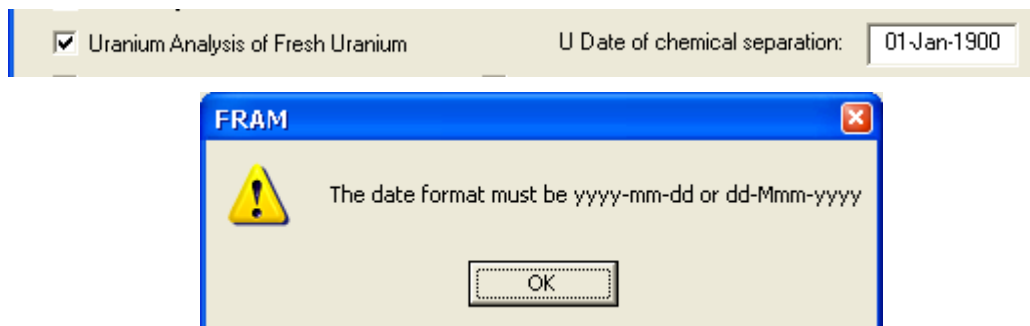 Uranium Analysis of Fresh Uranium U Date of chemical separation: 01-Jan-1900
FRAM
The date format must be yyyy-mm-dd or dd-Mmm-yyyy
OK